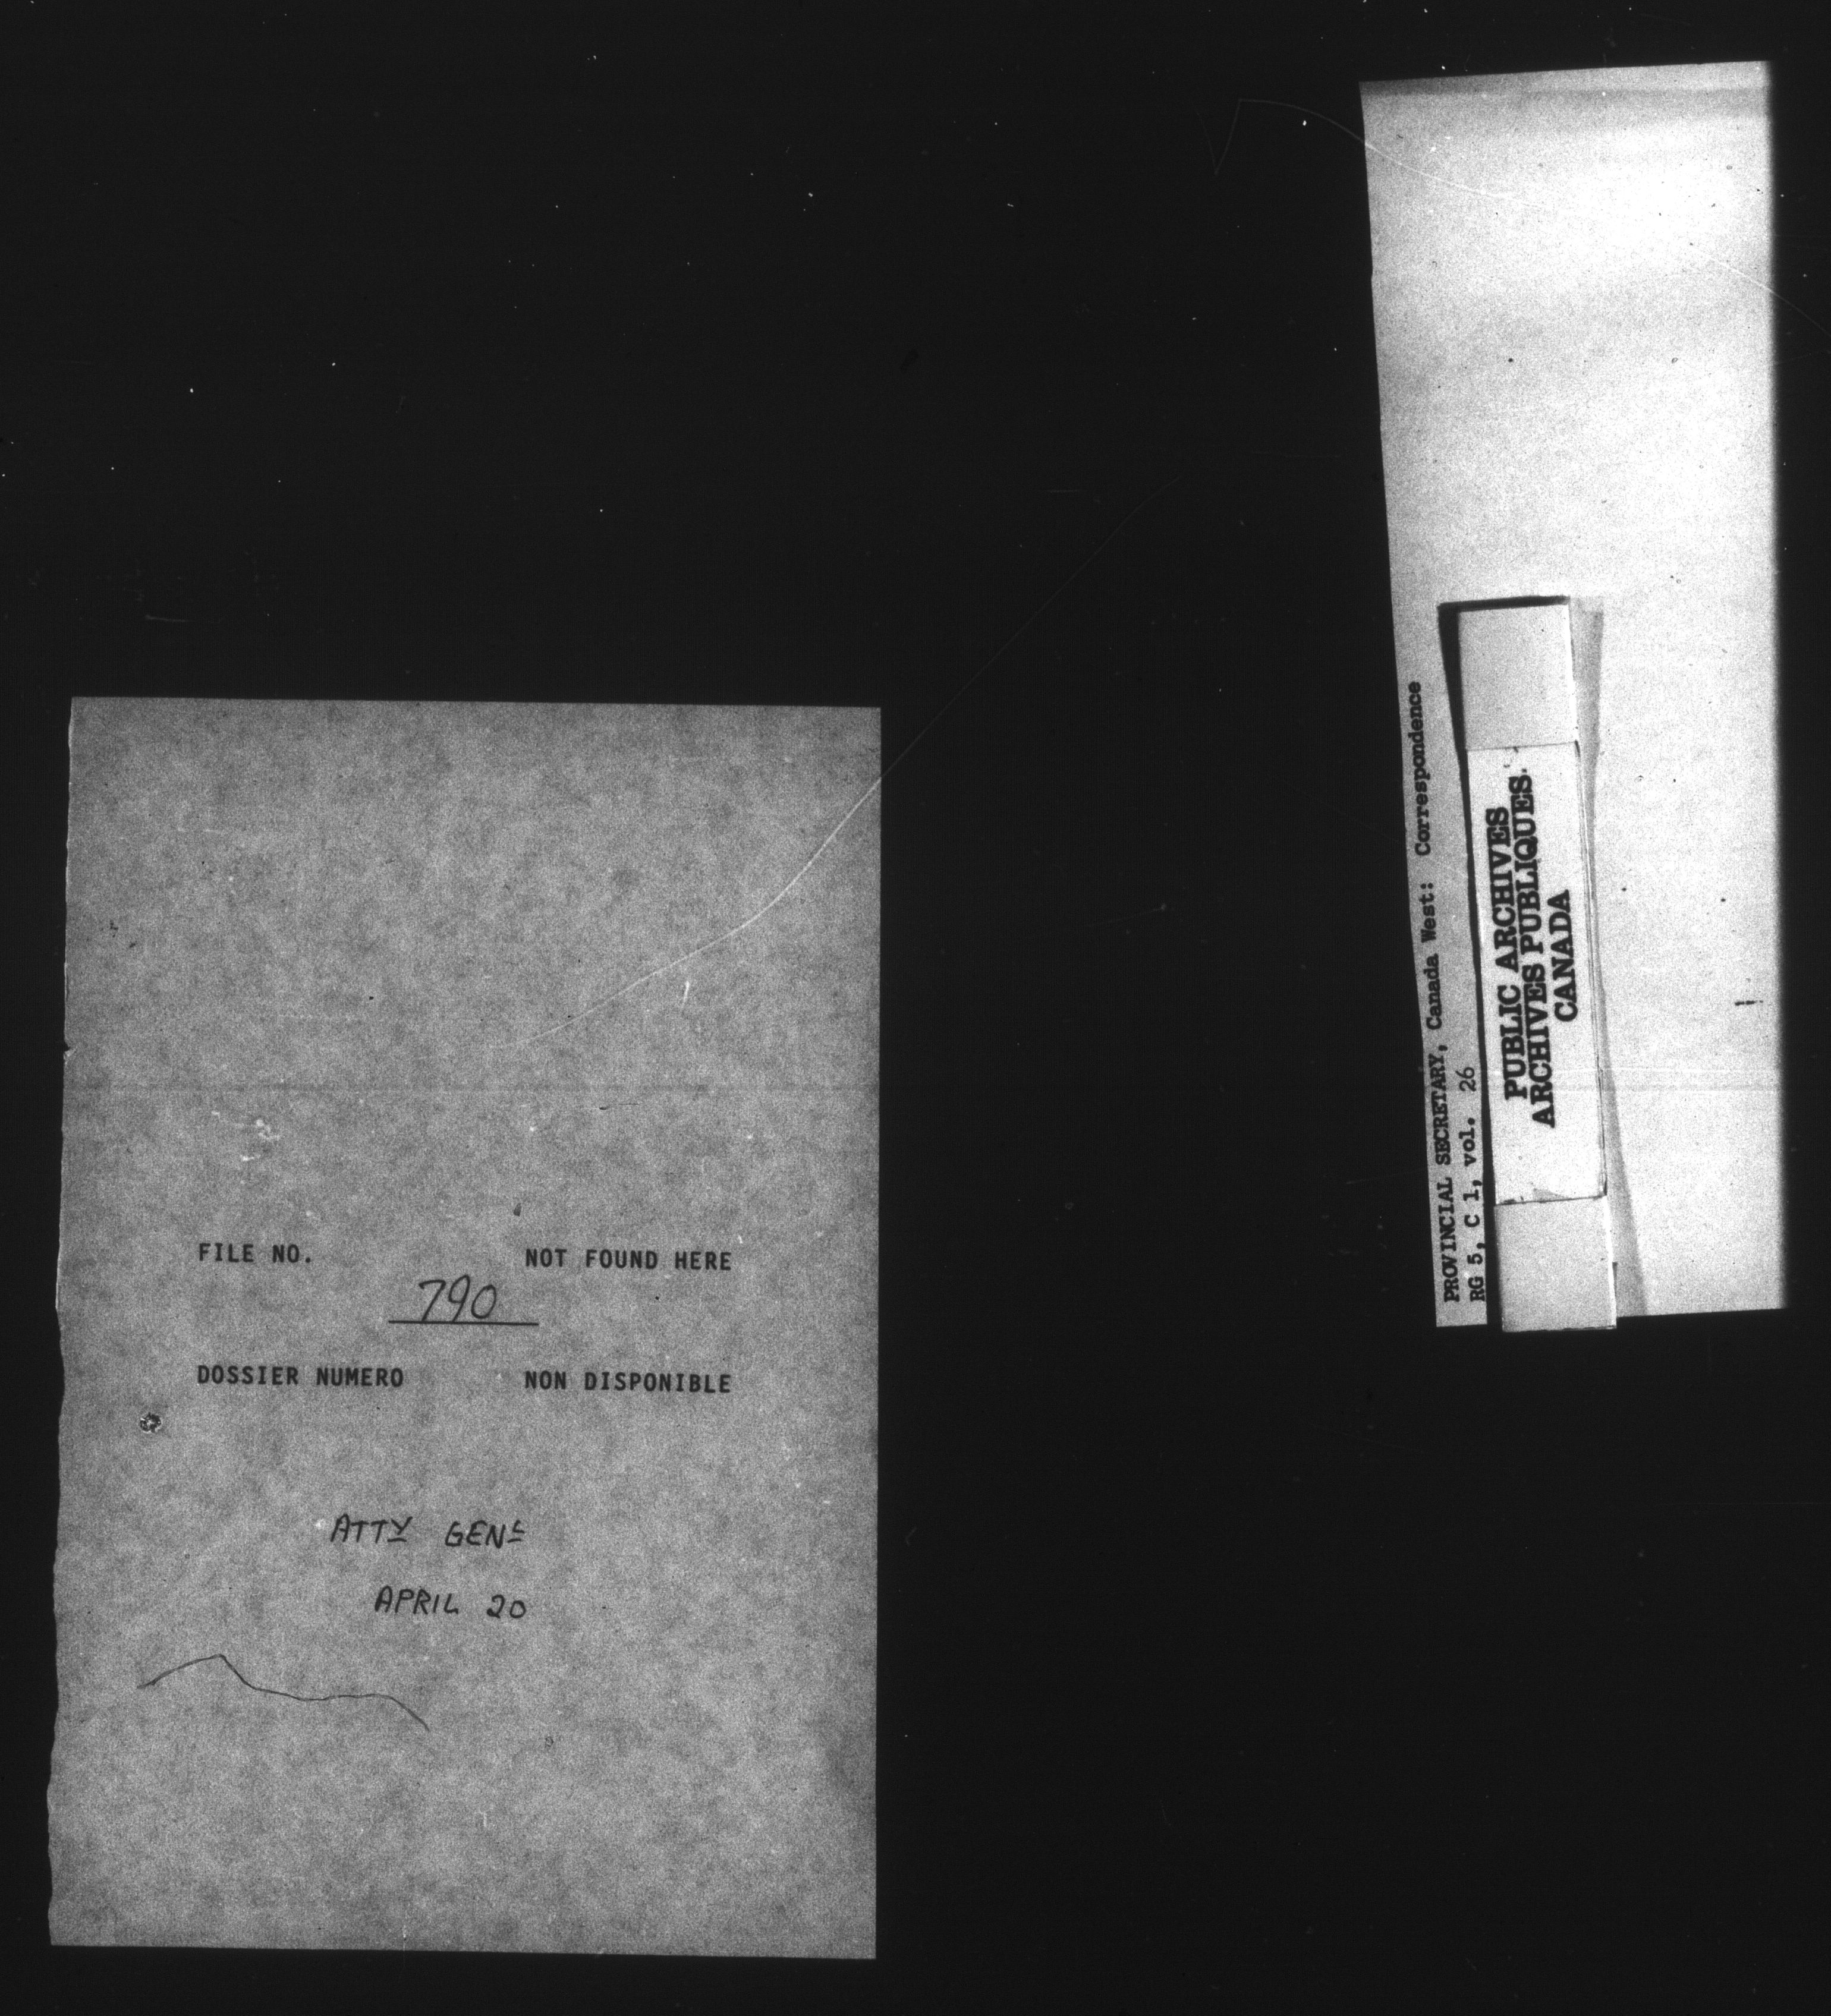 FILE NO. NOT FOUND HERE
790
DOSSIER NUMERO NON DISPONIBLE
ATTY GENL
APRIL 20
PROVINCIAL SECRETARY, Canada West: Correspondence
RG 5, C 1, vol. 26
PUBLIC ARCHIVES
ARCHIVES PUBLIQUES
CANADA